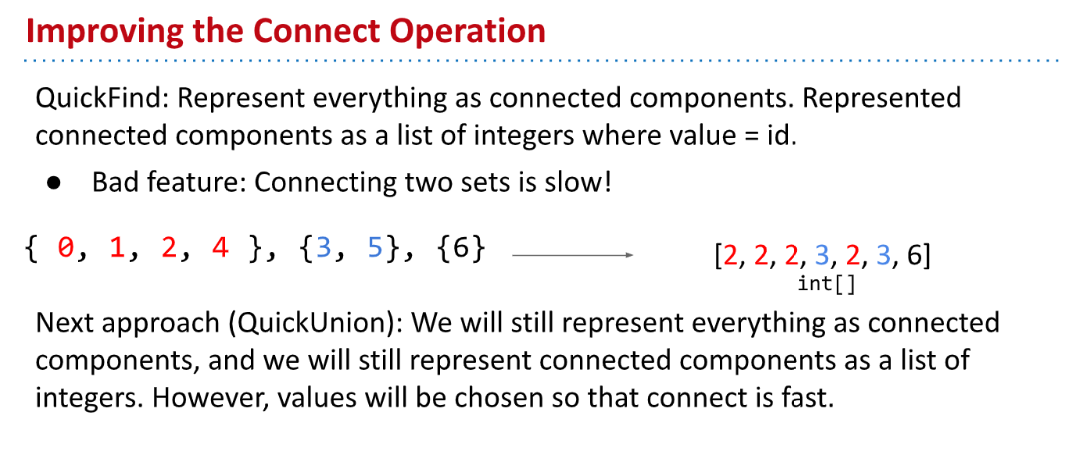 Improving the Connect Operation
QuickFind: Represent everything as connected components. Represented
connected components as a list of integers where value = id.
● Bad feature: Connecting two sets is slow!
{ 0, 1, 2, 4 }, {3, 5}, {6}
[2, 2, 2, 3, 2, 3, 6]
int[]
Next approach (QuickUnion): We will still represent everything as connected
components, and we will still represent connected components as a list of
integers. However, values will be chosen so that connect is fast.